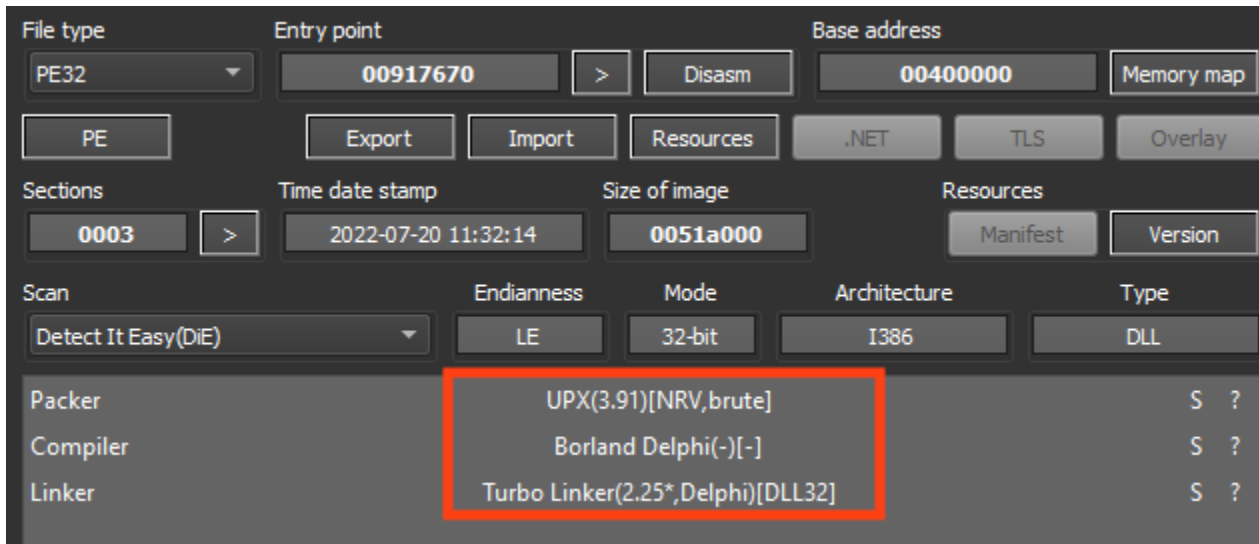 File type Entry point Base address
PE32 00917670 > Disasm 00400000 Memory map
PE Export Import Resources .NET TLS Overlay
Sections Time date stamp Size of image Resources
0003 > 2022-07-20 11:32:14 0051a000 Manifest Version
Scan Endianness Mode Architecture Type
Detect It Easy(DiE) LE 32-bit I386 DLL
Packer UPX(3.91)[NRV,brute] S ?
Compiler Borland Delphi(-)[-] S ?
Linker Turbo Linker(2.25*,Delphi)[DLL32] S ?